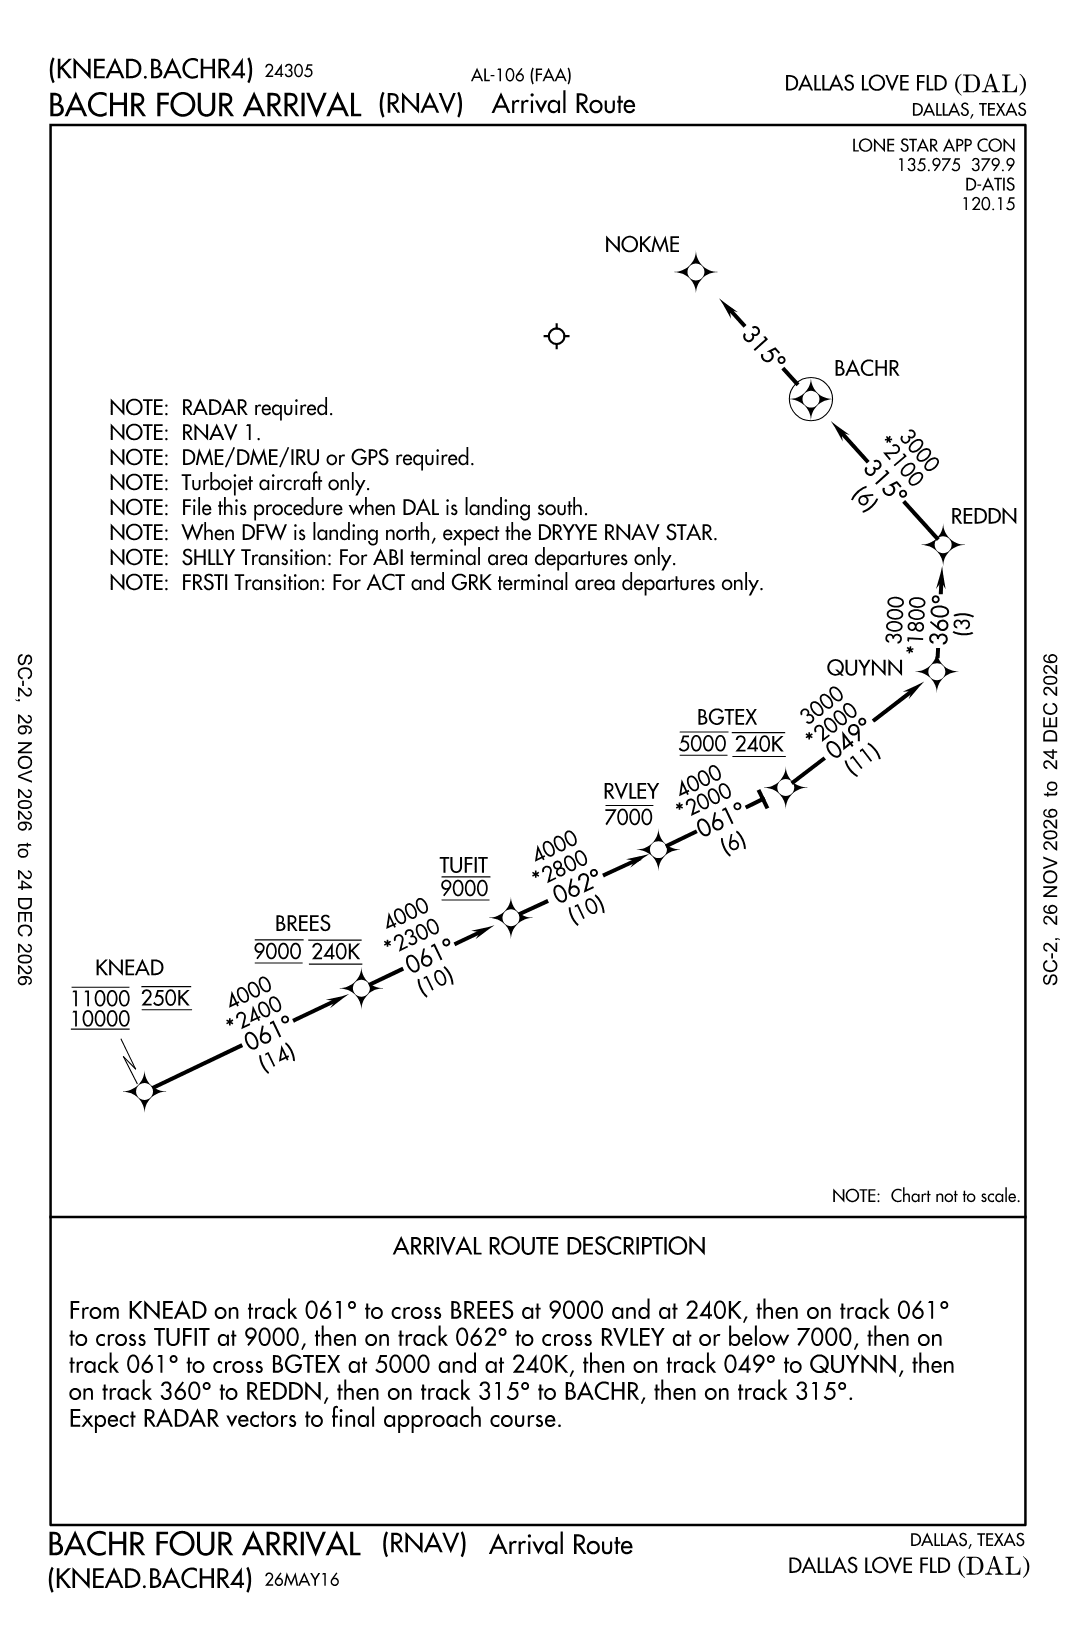 (KNEAD.BACHR4) 24305
AL-106 (FAA)
DALLAS LOVE FLD (DAL)
BACHR FOUR ARRIVAL (RNAV) Arrival Route
DALLAS, TEXAS
LONE STAR APP CON
135.975 379.9
D-ATIS
120.15
NOKME
315°
BACHR
NOTE: RADAR required.
NOTE: RNAV 1.
NOTE: DME/DME/IRU or GPS required.
NOTE: Turbojet aircraft only.
NOTE: File this procedure when DAL is landing south.
NOTE: When DFW is landing north, expect the DRYYE RNAV STAR.
NOTE: SHLLY Transition: For ABI terminal area departures only.
NOTE: FRSTI Transition: For ACT and GRK terminal area departures only.
3000
*2100
315°
(6)
REDDN
3000
*1800
360°
(3)
QUYNN
3000
*2000
049°
(11)
BGTEX
5000 240K
4000
*2000
061°
(6)
RVLEY
7000
4000
*2800
062°
(10)
TUFIT
9000
4000
*2300
061°
(10)
BREES
9000 240K
4000
*2400
061°
(14)
KNEAD
11000 250K
10000
SC-2, 26 NOV 2026 to 24 DEC 2026
SC-2, 26 NOV 2026 to 24 DEC 2026
NOTE: Chart not to scale.
ARRIVAL ROUTE DESCRIPTION
From KNEAD on track 061° to cross BREES at 9000 and at 240K, then on track 061°
to cross TUFIT at 9000, then on track 062° to cross RVLEY at or below 7000, then on
track 061° to cross BGTEX at 5000 and at 240K, then on track 049° to QUYNN, then
on track 360° to REDDN, then on track 315° to BACHR, then on track 315°.
Expect RADAR vectors to final approach course.
BACHR FOUR ARRIVAL (RNAV) Arrival Route
DALLAS, TEXAS
(KNEAD.BACHR4) 26MAY16
DALLAS LOVE FLD (DAL)